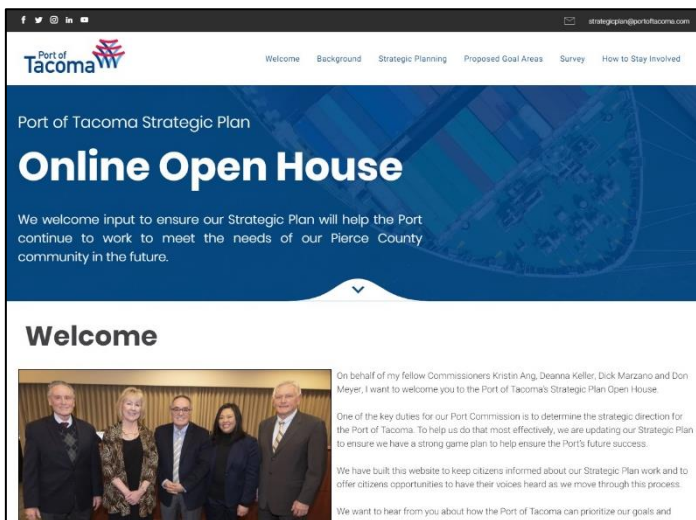 strategicplan@portoftacoma.com
Port of
Tacoma
Welcome Background Strategic Planning Proposed Goal Areas Survey How to Stay Involved
Port of Tacoma Strategic Plan
Online Open House
We welcome input to ensure our Strategic Plan will help the Port
continue to work to meet the needs of our Pierce County
community in the future.
Welcome
On behalf of my fellow Commissioners Kristin Ang, Deanna Keller, Dick Marzano and Don
Meyer, I want to welcome you to the Port of Tacoma's Strategic Plan Open House.
One of the key duties for our Port Commission is to determine the strategic direction for
the Port of Tacoma. To help us do that most effectively, we are updating our Strategic Plan
to ensure we have a strong game plan to help ensure the Port's future success.
We have built this website to keep citizens informed about our Strategic Plan work and to
offer citizens opportunities to have their voices heard as we move through this process.
We want to hear from you about how the Port of Tacoma can prioritize our goals and